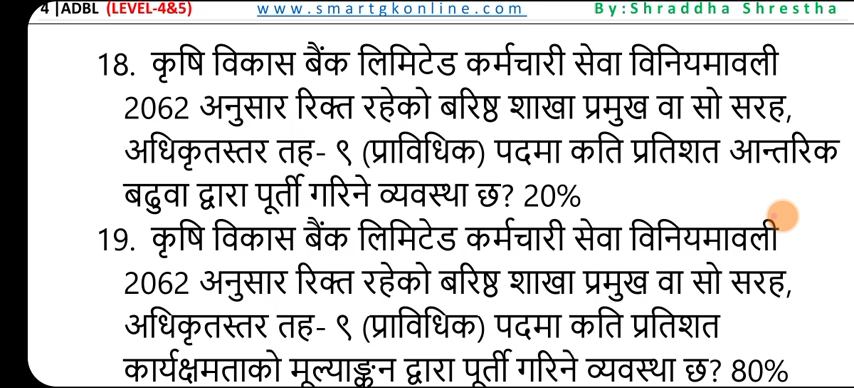 4 | ADBL (LEVEL-4&5) www.smartgkonline.com By:Shraddha Shrestha
18. कृषि विकास बैंक लिमिटेड कर्मचारी सेवा विनियमावली
2062 अनुसार रिक्त रहेको बरिष्ठ शाखा प्रमुख वा सो सरह,
अधिकृतस्तर तह- ९ (प्राविधिक) पदमा कति प्रतिशत आन्तरिक
बढुवा द्वारा पूर्ती गरिने व्यवस्था छ? 20%
19. कृषि विकास बैंक लिमिटेड कर्मचारी सेवा विनियमावली
2062 अनुसार रिक्त रहेको बरिष्ठ शाखा प्रमुख वा सो सरह,
अधिकृतस्तर तह- ९ (प्राविधिक) पदमा कति प्रतिशत
कार्यक्षमताको मूल्याङ्कन द्वारा पूर्ती गरिने व्यवस्था छ? 80%